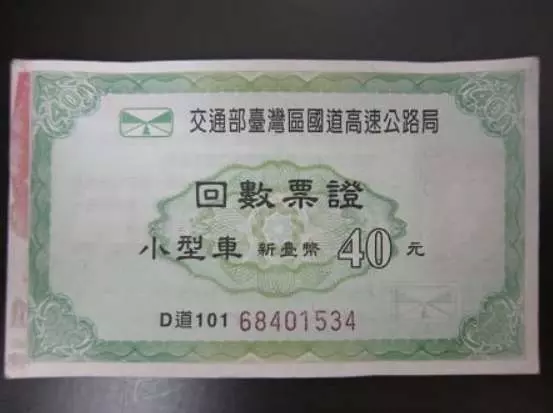 交通部臺灣區國道高速公路局
回數票證
小型車 新臺幣 40 元
D道101 68401534